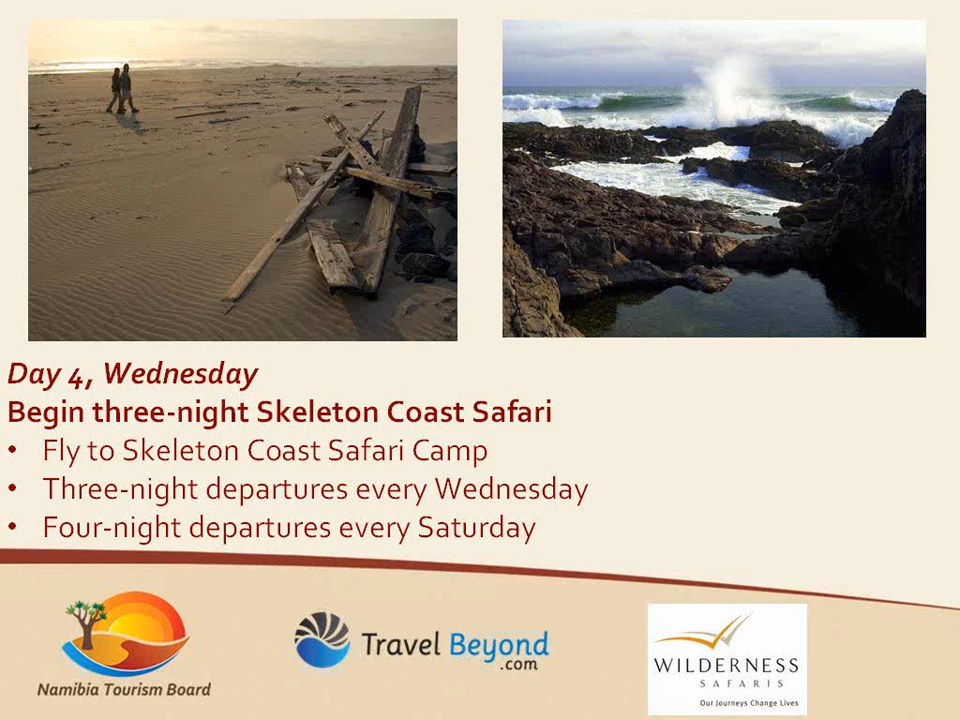 Day 4, Wednesday
Begin three-night Skeleton Coast Safari
• Fly to Skeleton Coast Safari Camp
• Three-night departures every Wednesday
• Four-night departures every Saturday
Namibia Tourism Board
Travel Beyond
.com
WILDERNESS
SAFARIS
Our Journeys Change Lives